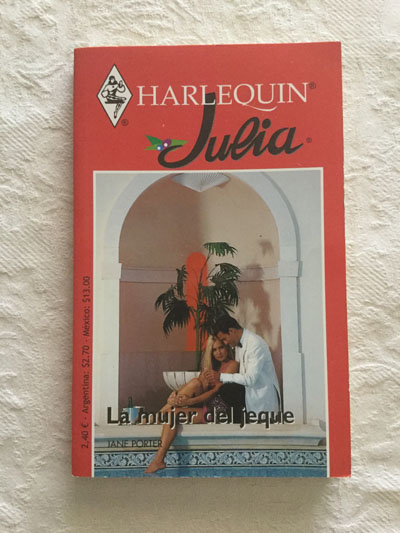 HARLEQUIN®
®
Julia®
2.40 € - Argentina: $2.70 - México: $13.00
La mujer del jeque
JANE PORTER